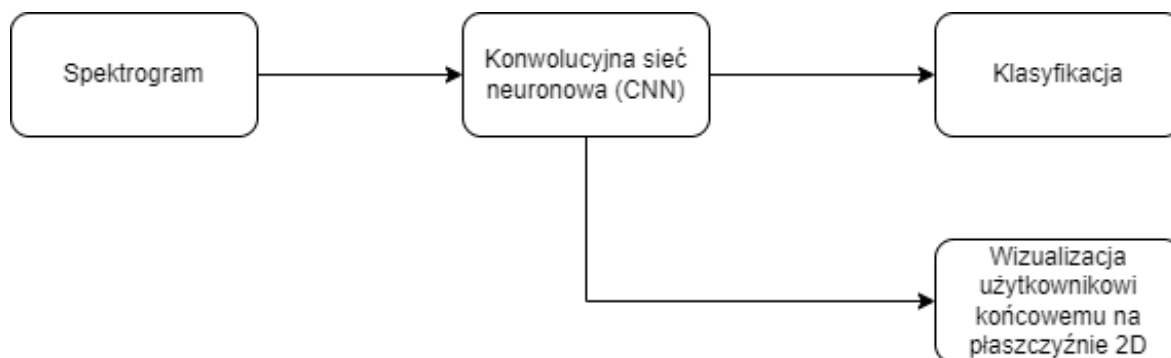 Spektrogram
Konwolucyjna sieć
neuronowa (CNN)
Klasyfikacja
Wizualizacja
użytkownikowi
końcowemu na
płaszczyźnie 2D